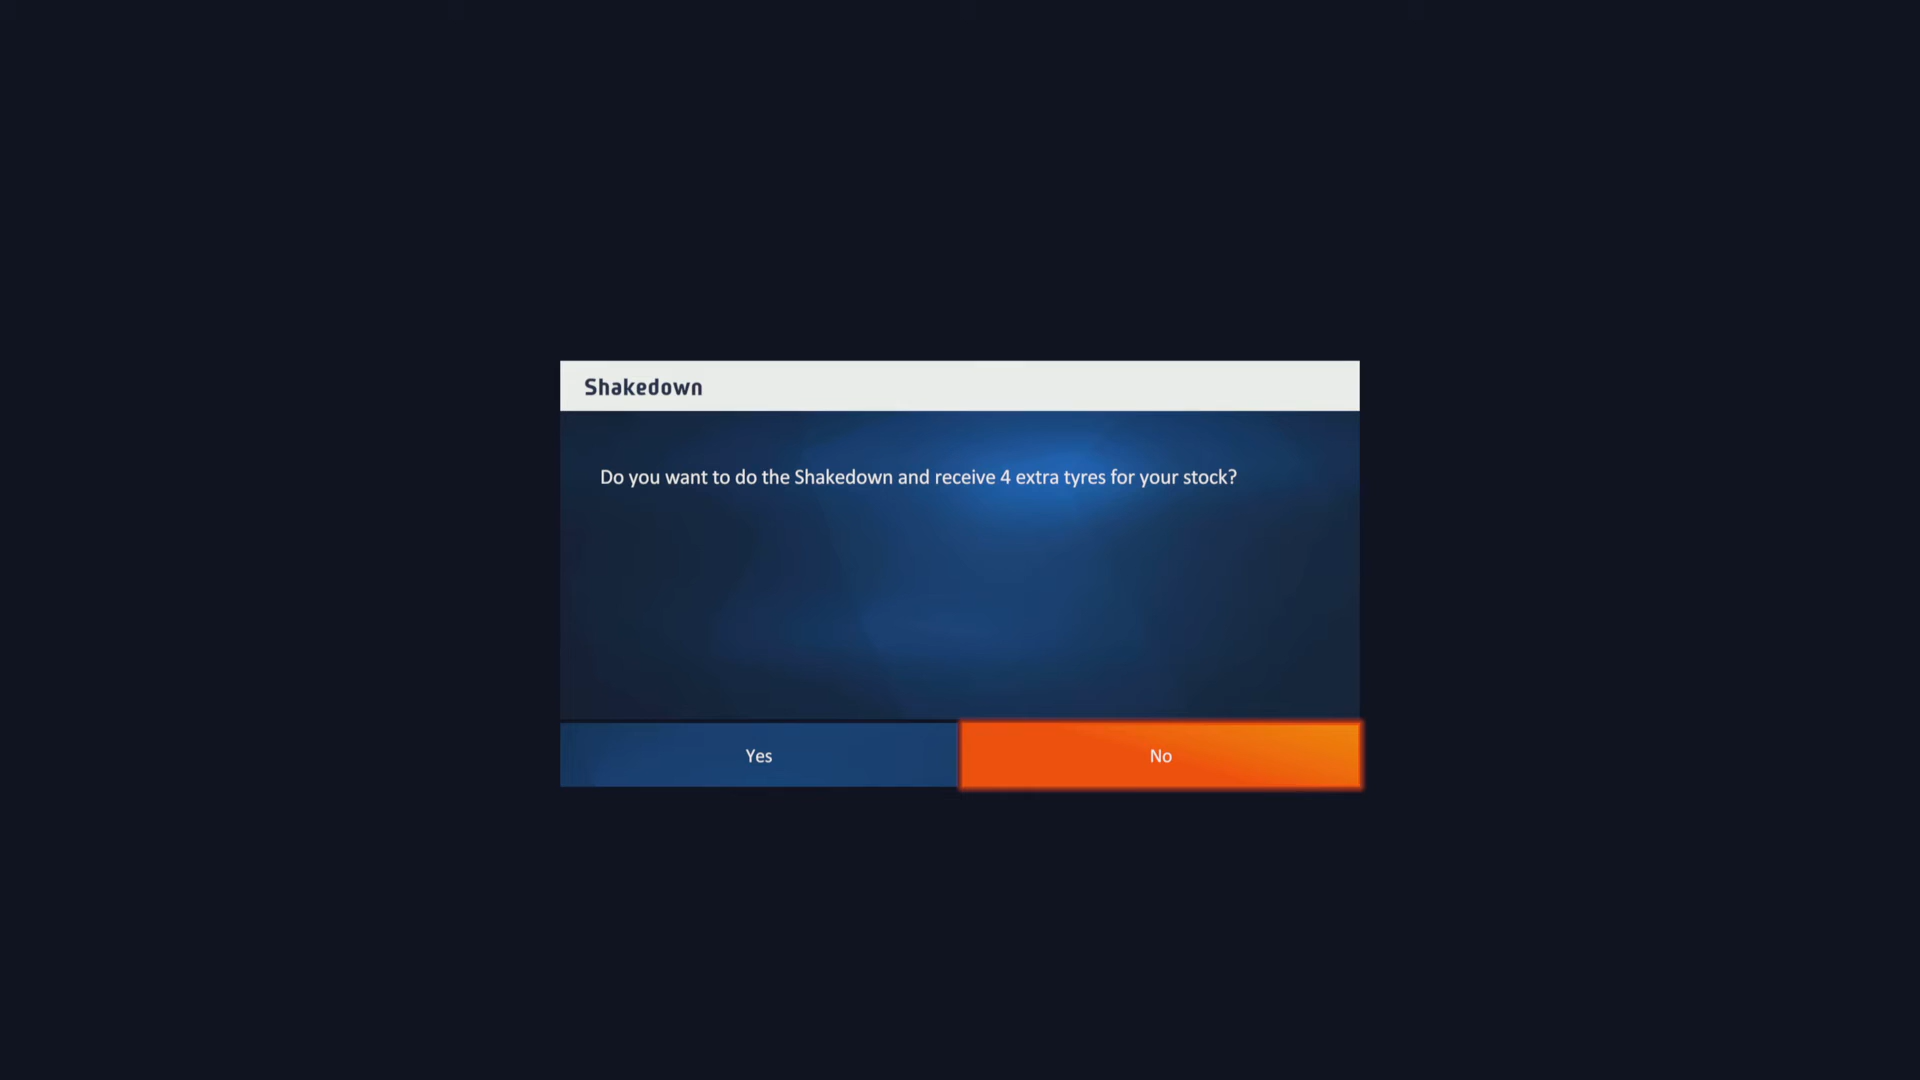 Shakedown
Do you want to do the Shakedown and receive 4 extra tyres for your stock?
Yes
No